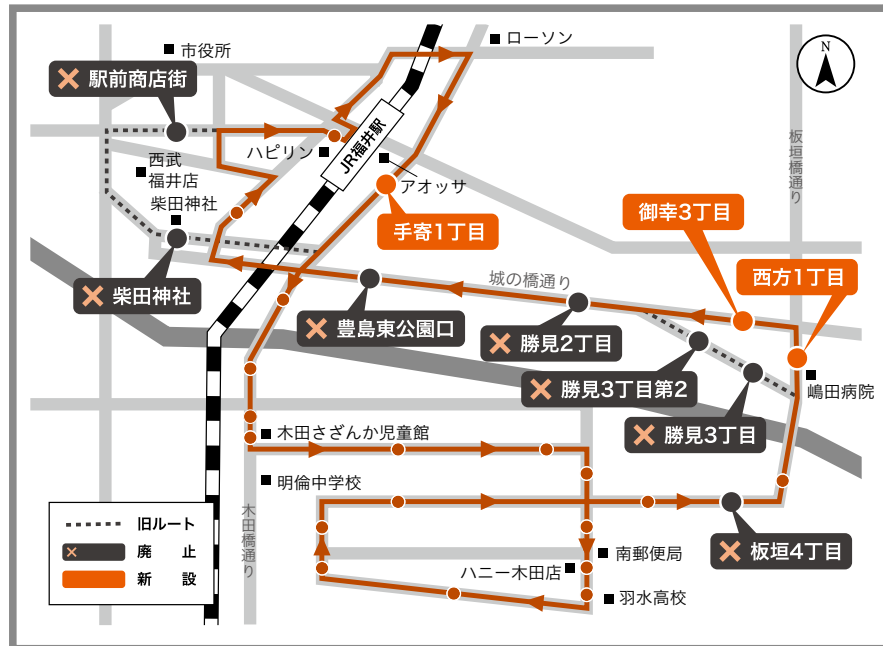 市役所
ローソン
N
駅前商店街
JR福井駅
ハピリン
アオッサ
板垣橋通り
西武
福井店
柴田神社
手寄1丁目
御幸3丁目
西方1丁目
城の橋通り
柴田神社
豊島東公園口
勝見2丁目
勝見3丁目第2
嶋田病院
勝見3丁目
木田さざんか児童館
明倫中学校
木田橋通り
板垣4丁目
南郵便局
ハニー木田店
羽水高校
旧ルート
廃 止
新 設